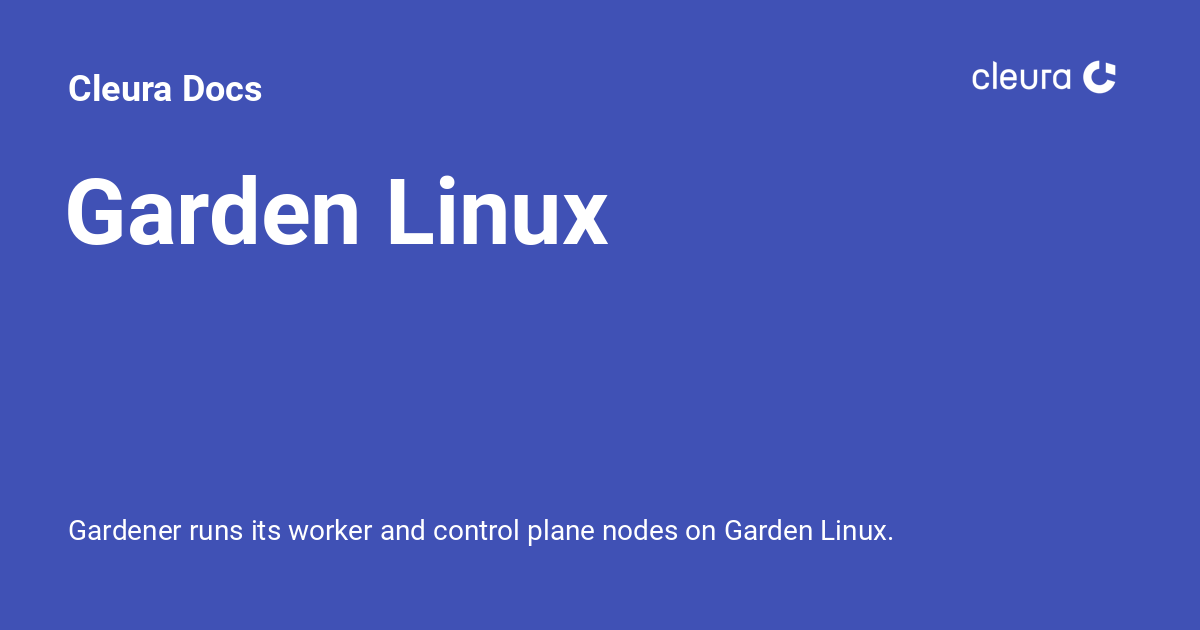 Cleura Docs
cleura
Garden Linux
Gardener runs its worker and control plane nodes on Garden Linux.